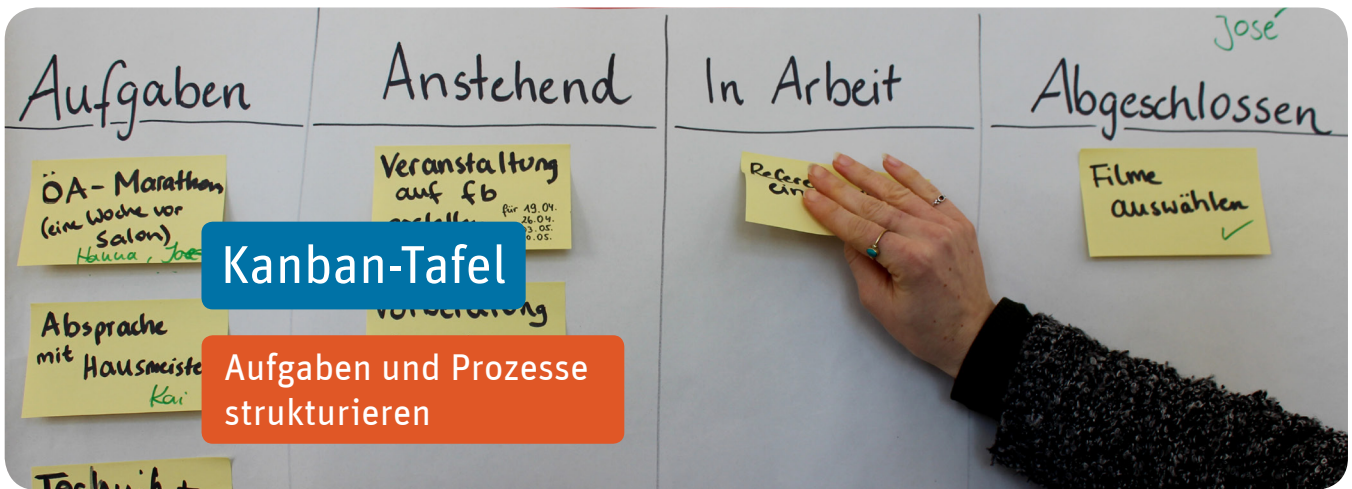 José
Aufgaben
Anstehend
In Arbeit
Abgeschlossen
ÖA-Marathon
(eine Woche vor
Salon)
Hanna, José
Veranstaltung
auf fb
für 19.04.
26.04.
Filme
auswählen
Kanban-Tafel
Absprache
mit Hausmeister
Kai
Aufgaben und Prozesse
strukturieren